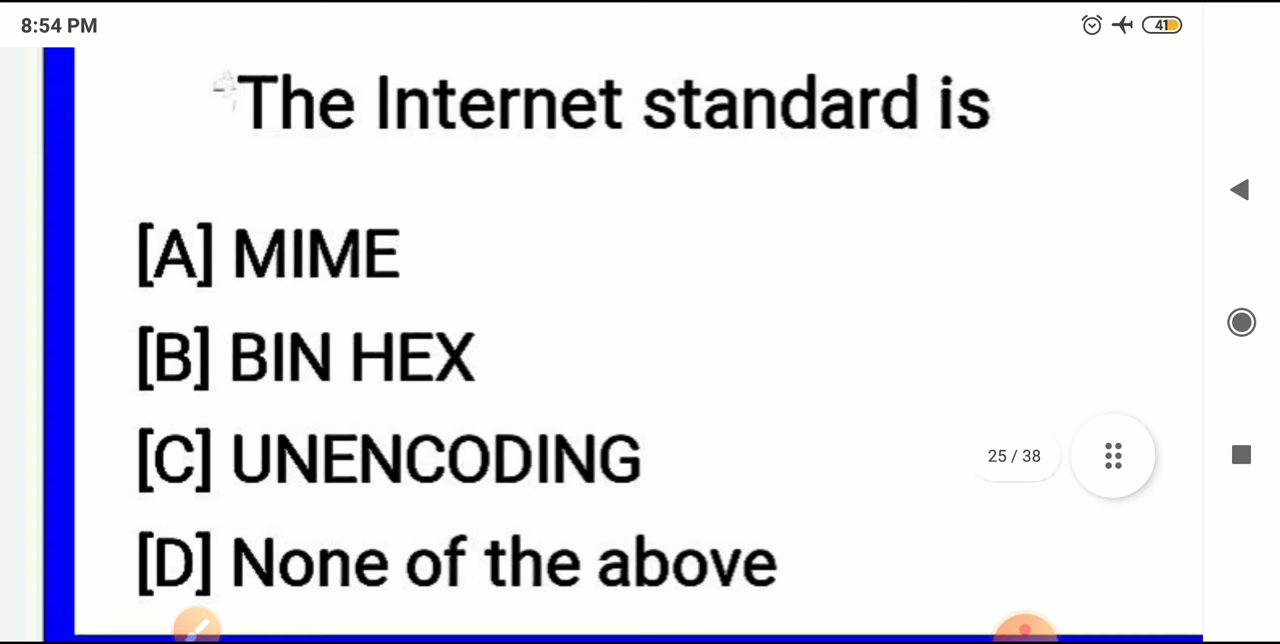 8:54 PM
41
The Internet standard is
[A] MIME
[B] BIN HEX
[C] UNENCODING
25 / 38
[D] None of the above